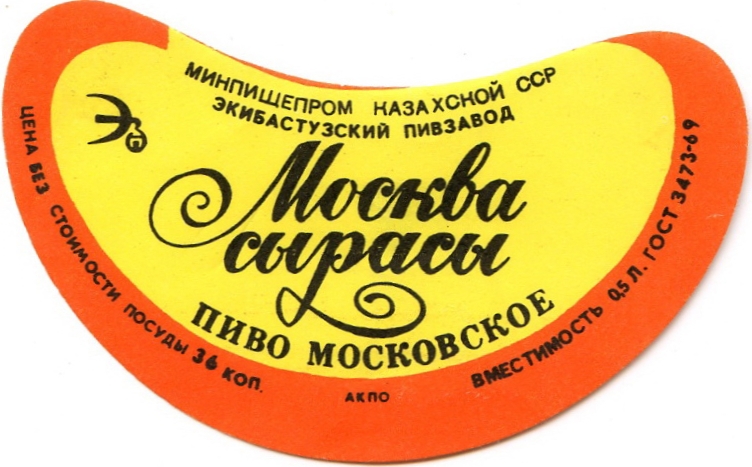 МИНПИЩЕПРОМ КАЗАХСКОЙ ССР
ЭКИБАСТУЗСКИЙ ПИВЗАВОД
Москва
сырасы
ПИВО МОСКОВСКОЕ
ЦЕНА БЕЗ СТОИМОСТИ ПОСУДЫ 36 КОП.
АКПО
ВМЕСТИМОСТЬ 0,5 Л. ГОСТ 3473-69